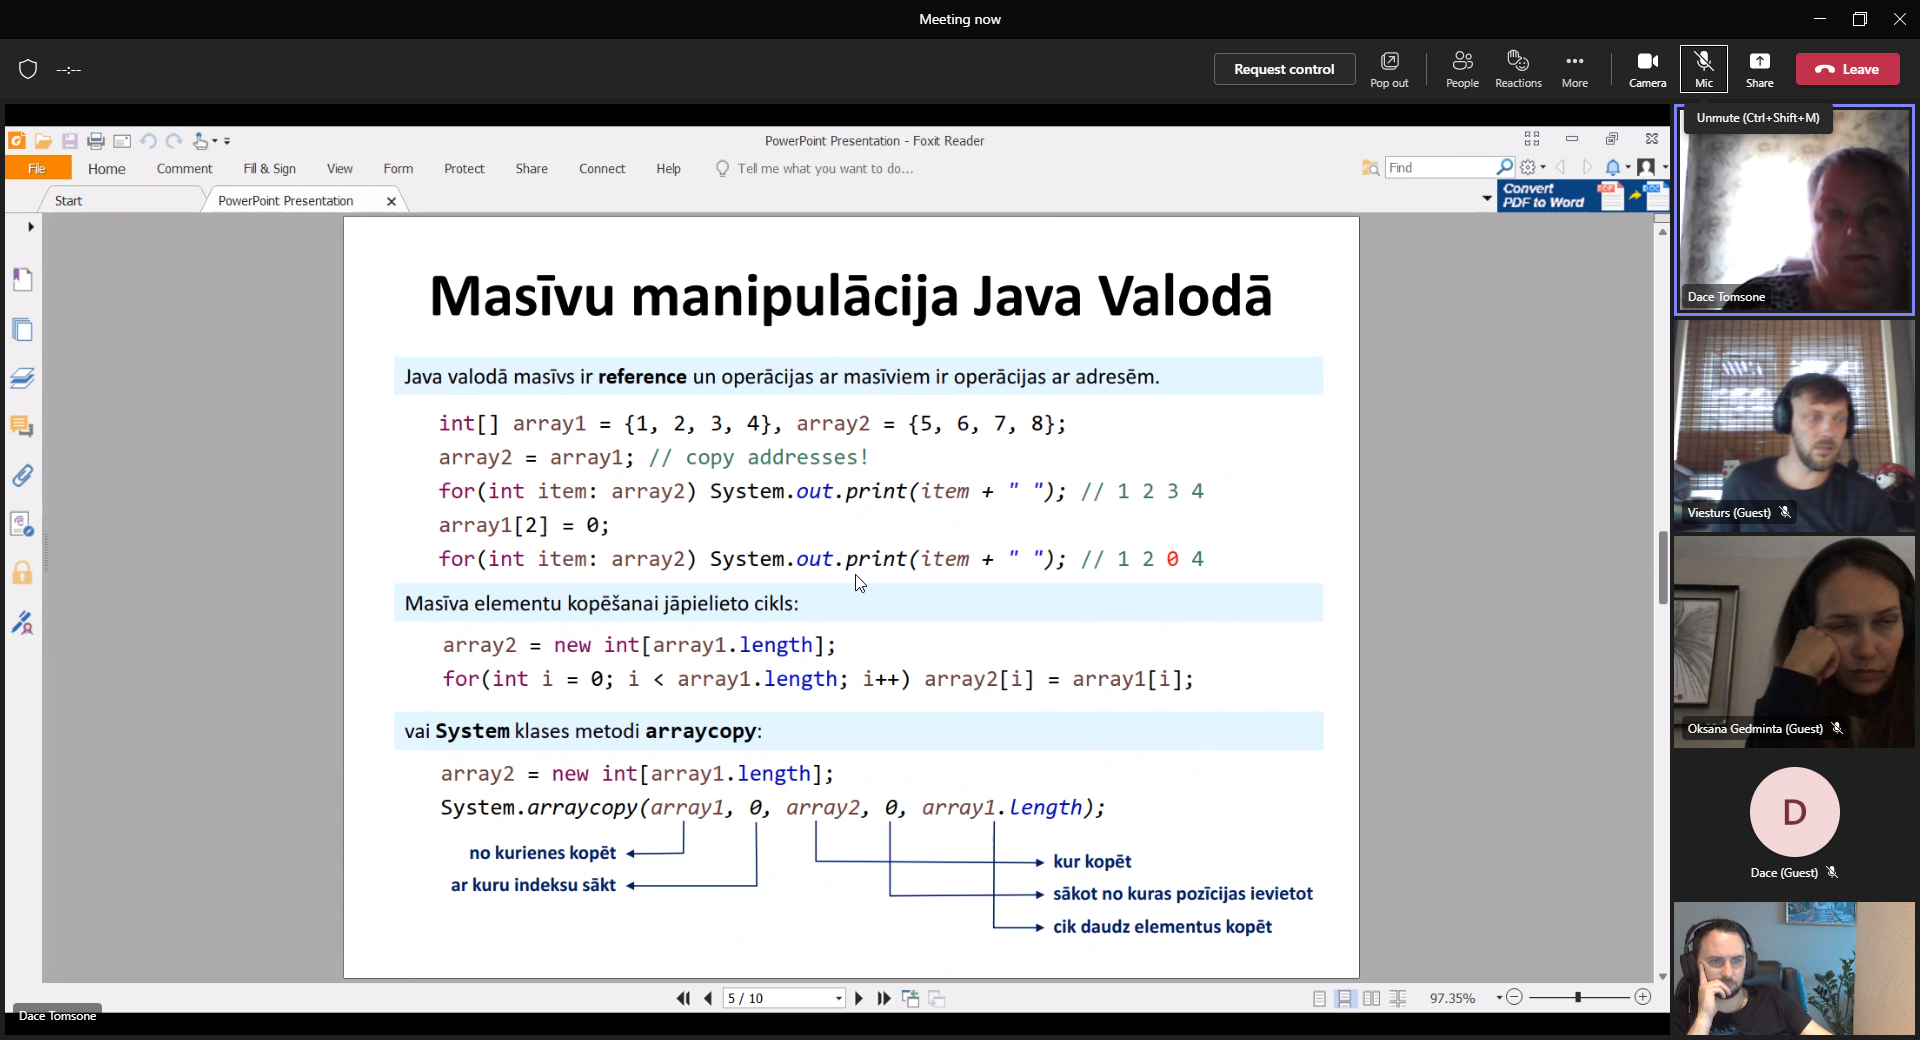 Meeting now
--:--
Request control
Pop out
People
Reactions
More
Camera
Mic
Share
Leave
Unmute (Ctrl+Shift+M)
PowerPoint Presentation - Foxit Reader
File Home Comment Fill & Sign View Form Protect Share Connect Help Tell me what you want to do...
Find
Start
PowerPoint Presentation
Convert
PDF to Word
Masīvu manipulācija Java Valodā
Java valodā masīvs ir reference un operācijas ar masīviem ir operācijas ar adresēm.
int[] array1 = {1, 2, 3, 4}, array2 = {5, 6, 7, 8};
array2 = array1; // copy addresses!
for(int item: array2) System.out.print(item + " "); // 1 2 3 4
array1[2] = 0;
for(int item: array2) System.out.print(item + " "); // 1 2 0 4
Masīva elementu kopēšanai jāpielieto cikls:
array2 = new int[array1.length];
for(int i = 0; i < array1.length; i++) array2[i] = array1[i];
vai System klases metodi arraycopy:
array2 = new int[array1.length];
System.arraycopy(array1, 0, array2, 0, array1.length);
no kurienes kopēt
ar kuru indeksu sākt
kur kopēt
sākot no kuras pozīcijas ievietot
cik daudz elementus kopēt
5 / 10
97.35%
Dace Tomsone
Dace Tomsone
Viesturs (Guest)
Oksana Gedminta (Guest)
D
Dace (Guest)